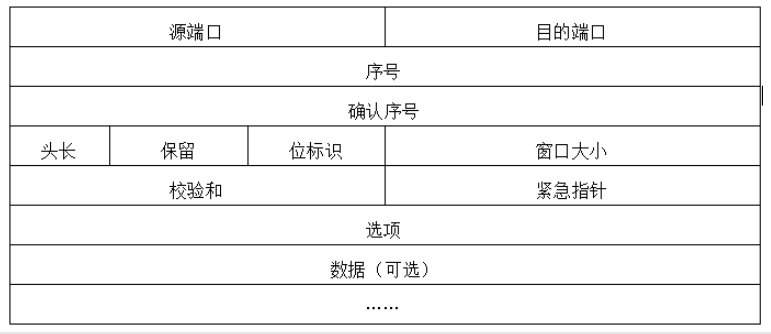 源端口 目的端口
序号
确认序号
头长 保留 位标识 窗口大小
校验和 紧急指针
选项
数据（可选）
……